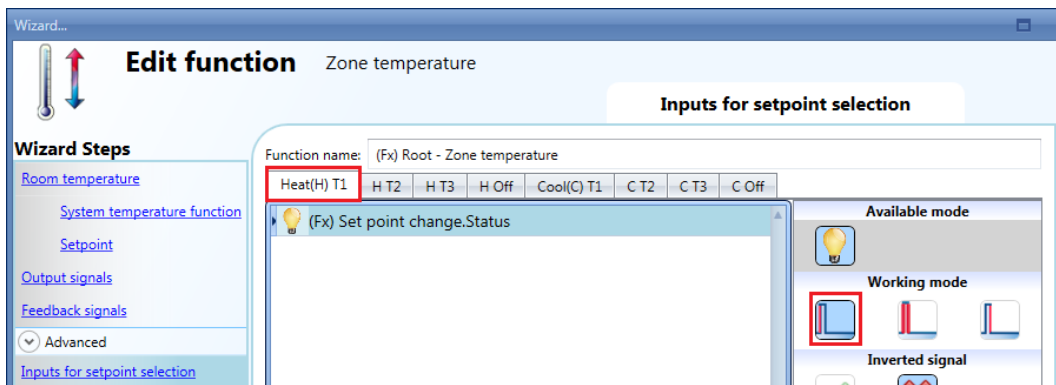 Wizard...
Edit function Zone temperature
Inputs for setpoint selection
Wizard Steps
Room temperature
System temperature function
Setpoint
Output signals
Feedback signals
Advanced
Inputs for setpoint selection
Function name: (Fx) Root - Zone temperature
Heat(H) T1 H T2 H T3 H Off Cool(C) T1 C T2 C T3 C Off
(Fx) Set point change.Status
Available mode
Working mode
Inverted signal